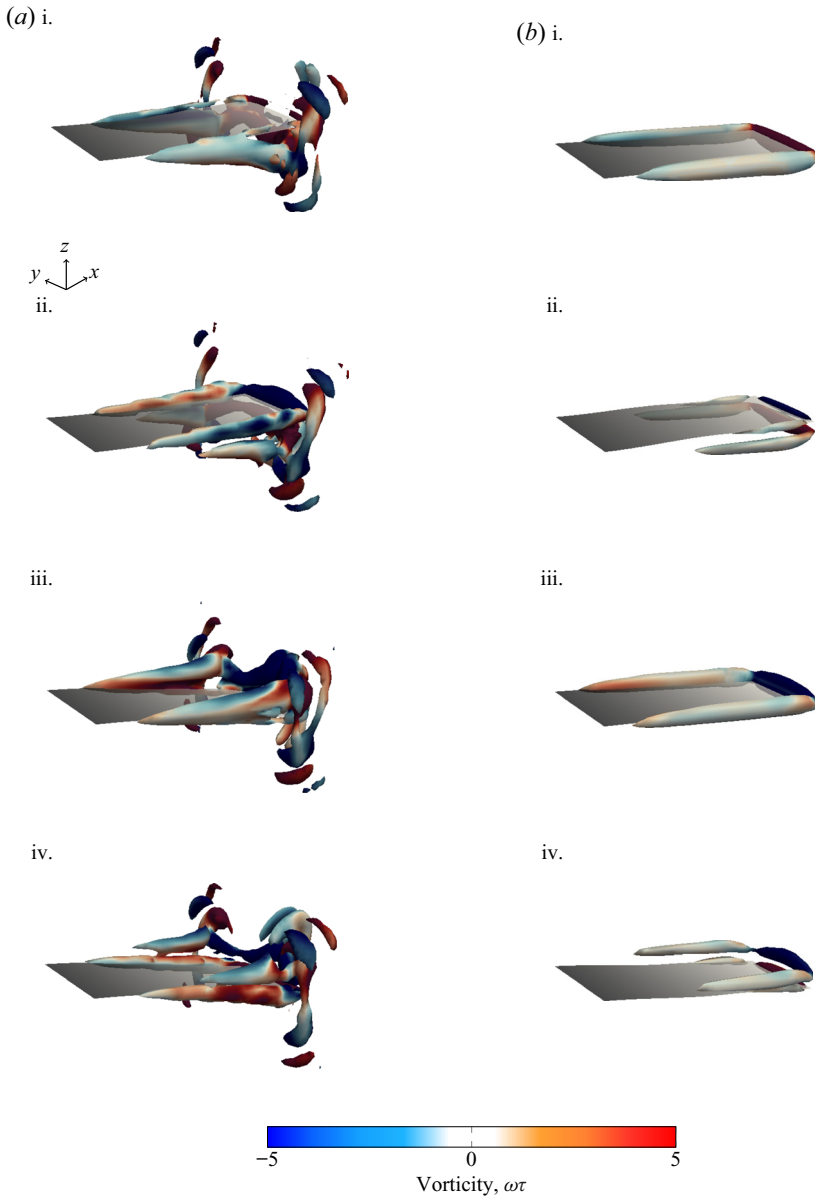 (a) i.
(b) i.
z
y x
ii.
ii.
iii.
iii.
iv.
iv.
−5 0 5
Vorticity, ωτ